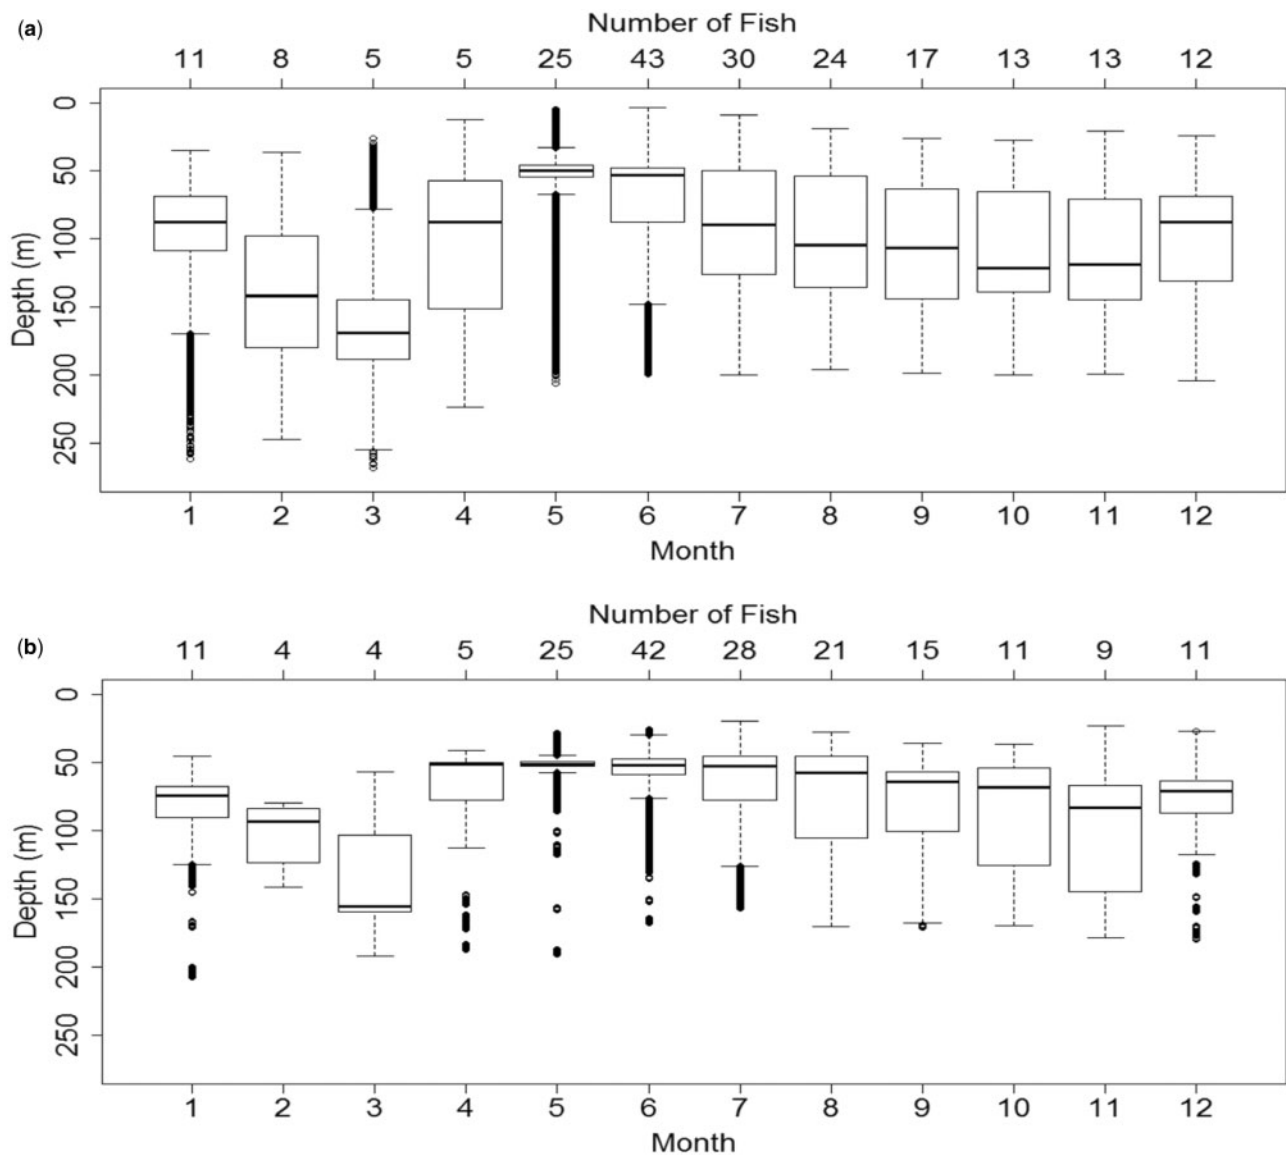 (a)
Number of Fish
11 8 5 5 25 43 30 24 17 13 13 12
Depth (m)
0
50
100
150
200
250
1 2 3 4 5 6 7 8 9 10 11 12
Month
(b)
Number of Fish
11 4 4 5 25 42 28 21 15 11 9 11
Depth (m)
0
50
100
150
200
250
1 2 3 4 5 6 7 8 9 10 11 12
Month